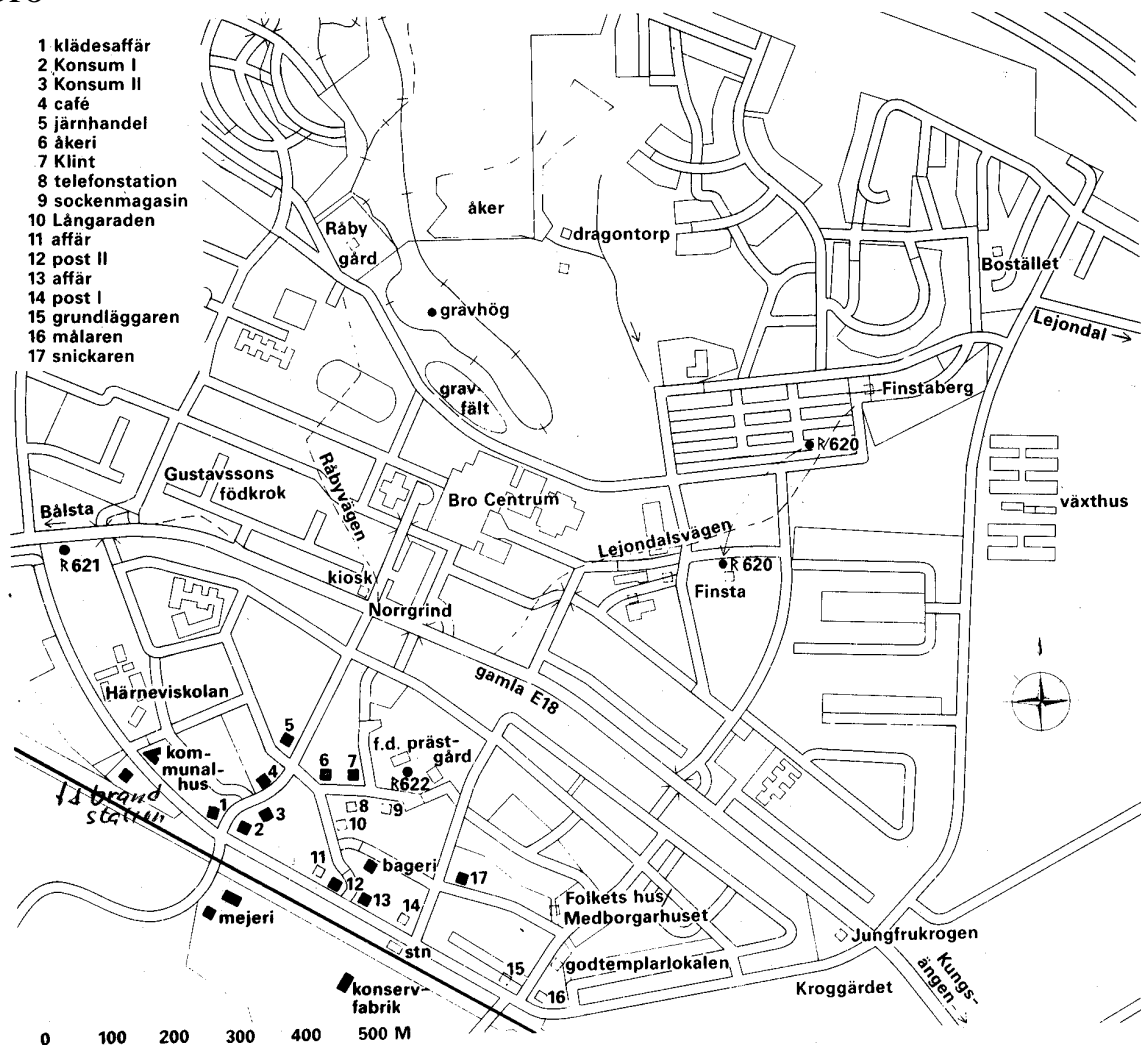 1 klädesaffär
2 Konsum I
3 Konsum II
4 café
5 järnhandel
6 åkeri
7 Klint
8 telefonstation
9 sockenmagasin
10 Långaraden
11 affär
12 post II
13 affär
14 post I
15 grundläggaren
16 målaren
17 snickaren
åker
Råby
gård
dragontorp
Bostället
gravhög
Lejondal
grav-
fält
Finstaberg
R 620
Gustavssons
födkrok
Råbyvägen
Bro Centrum
växthus
Bålsta
Lejondalsvägen
R 621
kiosk
R 620
Finsta
Norrgrind
gamla E18
Härneviskolan
5
kom-
munal-
hus
f.d. präst-
gård
6
7
4
R 622
fd brand
station
1
3
2
8
9
10
11
bageri
12
17
13
Folkets hus
Medborgarhuset
mejeri
14
Jungfrukrogen
stn
godtemplarlokalen
15
Kungs-
ängen
konserv-
fabrik
16
Kroggärdet
0 100 200 300 400 500 M